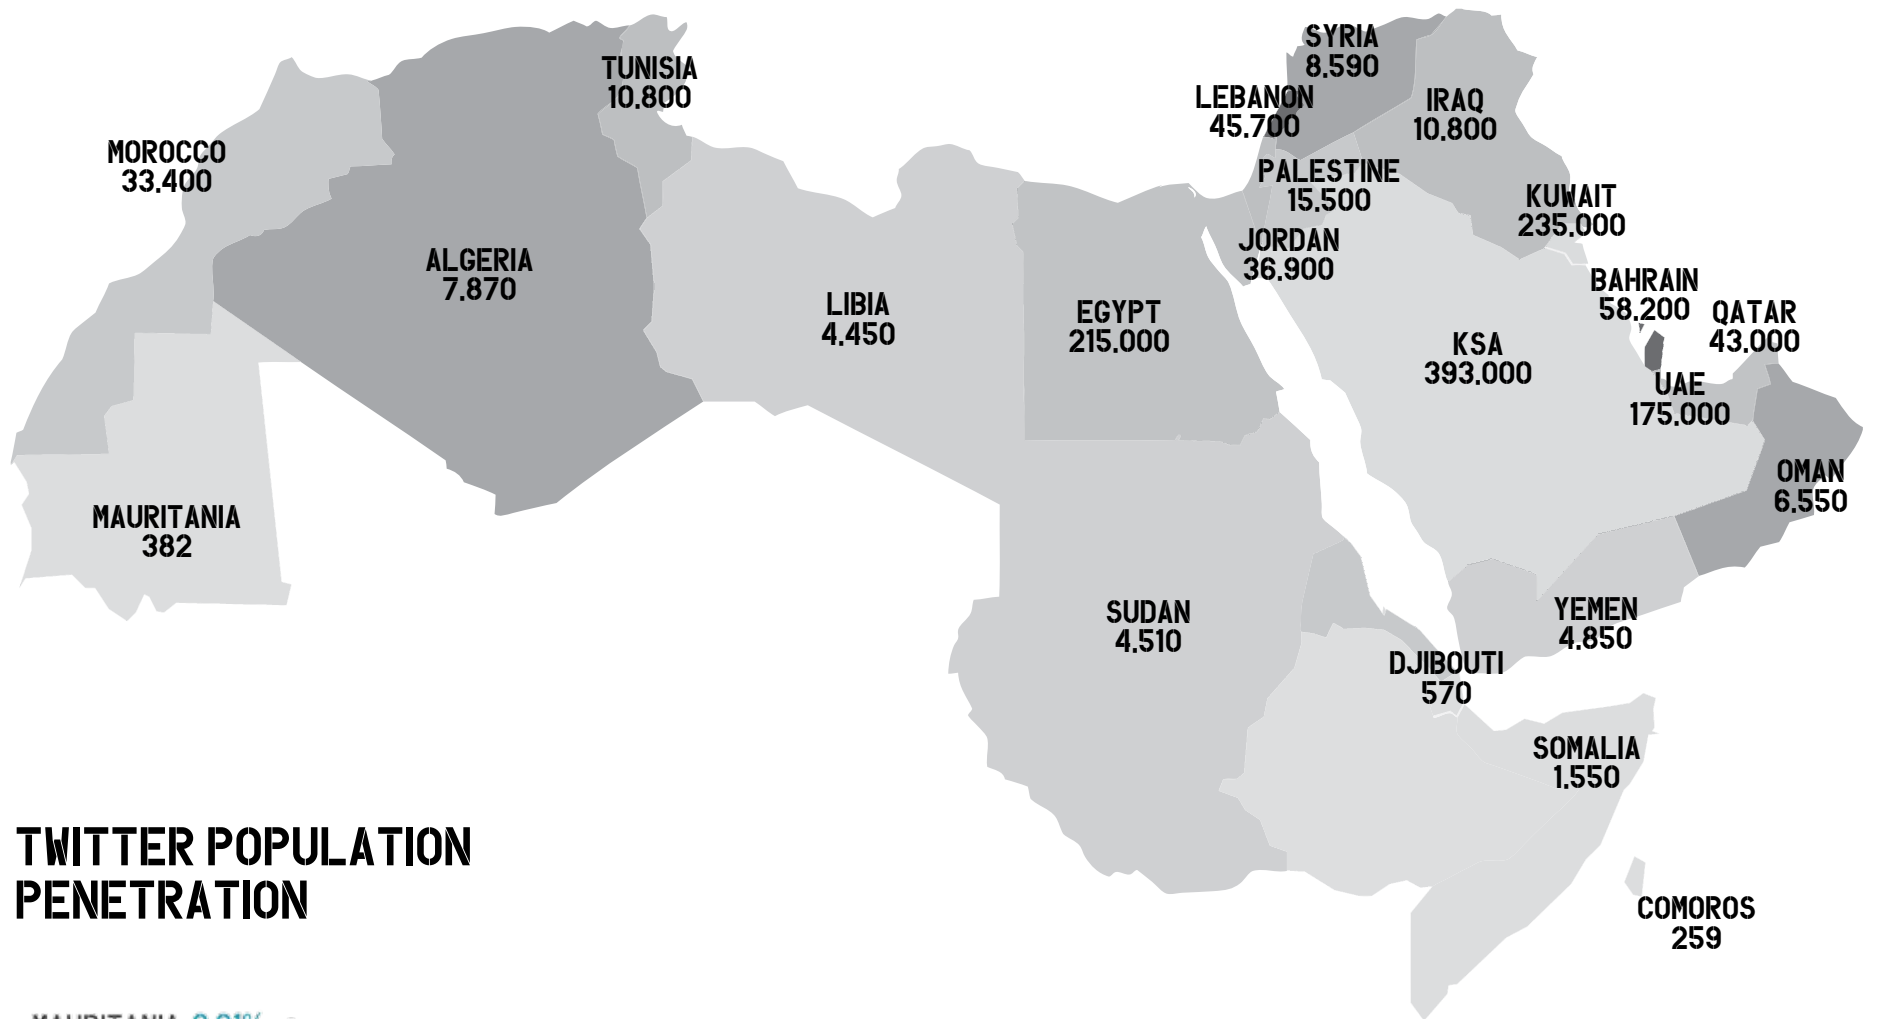 SYRIA
8.590
TUNISIA
10.800
LEBANON
45.700
IRAQ
10.800
MOROCCO
33.400
PALESTINE
15.500
KUWAIT
235.000
JORDAN
36.900
ALGERIA
7.870
BAHRAIN
58.200
LIBIA
4.450
EGYPT
215.000
QATAR
43.000
KSA
393.000
UAE
175.000
OMAN
6.550
MAURITANIA
382
SUDAN
4.510
YEMEN
4.850
DJIBOUTI
570
SOMALIA
1.550
TWITTER POPULATION
PENETRATION
COMOROS
259
MAURITANIA